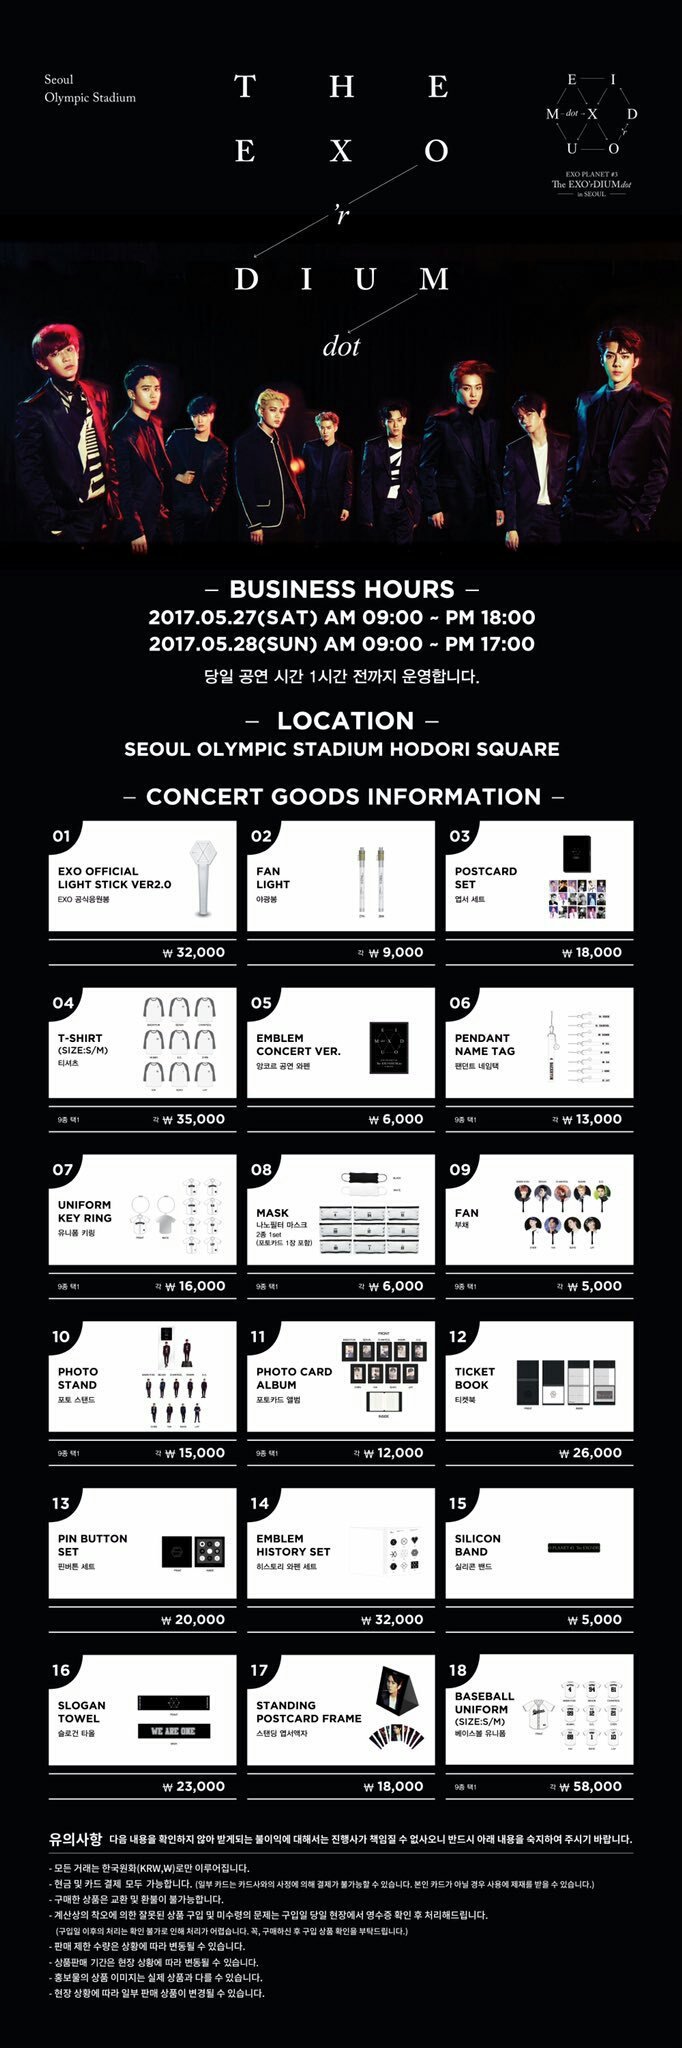 Seoul
Olympic Stadium
T H E
E X O
'r
D I U M
dot
E I
M dot X D
'r
U O
EXO PLANET #3
The EXO'rDIUM dot
in SEOUL
– BUSINESS HOURS –
2017.05.27(SAT) AM 09:00 ~ PM 18:00
2017.05.28(SUN) AM 09:00 ~ PM 17:00
당일 공연 시간 1시간 전까지 운영합니다.
– LOCATION –
SEOUL OLYMPIC STADIUM HODORI SQUARE
– CONCERT GOODS INFORMATION –
01
EXO OFFICIAL
LIGHT STICK VER2.0
EXO 공식응원봉
₩ 32,000
02
FAN
LIGHT
야광봉
각 ₩ 9,000
03
POSTCARD
SET
엽서 세트
₩ 18,000
04
T-SHIRT
(SIZE:S/M)
티셔츠
9종 택1 각 ₩ 35,000
05
EMBLEM
CONCERT VER.
앙코르 공연 와펜
₩ 6,000
06
PENDANT
NAME TAG
팬던트 네임택
9종 택1 각 ₩ 13,000
07
UNIFORM
KEY RING
유니폼 키링
FRONT BACK
9종 택1 각 ₩ 16,000
08
MASK
나노필터 마스크
2종 1set
(포토카드 1장 포함)
BLACK
WHITE
9종 택1 각 ₩ 6,000
09
FAN
부채
9종 택1 각 ₩ 5,000
10
PHOTO
STAND
포토 스탠드
9종 택1 각 ₩ 15,000
11
PHOTO CARD
ALBUM
포토카드 앨범
FRONT
INSIDE
9종 택1 각 ₩ 12,000
12
TICKET
BOOK
티켓북
FRONT INSIDE
₩ 26,000
13
PIN BUTTON
SET
핀버튼 세트
FRONT INSIDE
₩ 20,000
14
EMBLEM
HISTORY SET
히스토리 와펜 세트
₩ 32,000
15
SILICON
BAND
실리콘 밴드
₩ 5,000
16
SLOGAN
TOWEL
슬로건 타올
FRONT
WE ARE ONE
BACK
₩ 23,000
17
STANDING
POSTCARD FRAME
스탠딩 엽서액자
₩ 18,000
18
BASEBALL
UNIFORM
(SIZE:S/M)
베이스볼 유니폼
9종 택1 각 ₩ 58,000
유의사항 다음 내용을 확인하지 않아 받게되는 불이익에 대해서는 진행사가 책임질 수 없사오니 반드시 아래 내용을 숙지하여 주시기 바랍니다.
- 모든 거래는 한국원화(KRW,W)로만 이루어집니다.
- 현금 및 카드 결제 모두 가능합니다. (일부 카드는 카드사와의 사정에 의해 결제가 불가능할 수 있습니다. 본인 카드가 아닐 경우 사용에 제재를 받을 수 있습니다.)
- 구매한 상품은 교환 및 환불이 불가능합니다.
- 계산상의 착오에 의한 잘못된 상품 구입 및 미수령의 문제는 구입일 당일 현장에서 영수증 확인 후 처리해드립니다.
(구입일 이후의 처리는 확인 불가로 인해 처리가 어렵습니다. 꼭, 구매하신 후 구입 상품 확인을 부탁드립니다.)
- 판매 제한 수량은 상황에 따라 변동될 수 있습니다.
- 상품판매 기간은 현장 상황에 따라 변동될 수 있습니다.
- 홍보물의 상품 이미지는 실제 상품과 다를 수 있습니다.
- 현장 상황에 따라 일부 판매 상품이 변경될 수 있습니다.